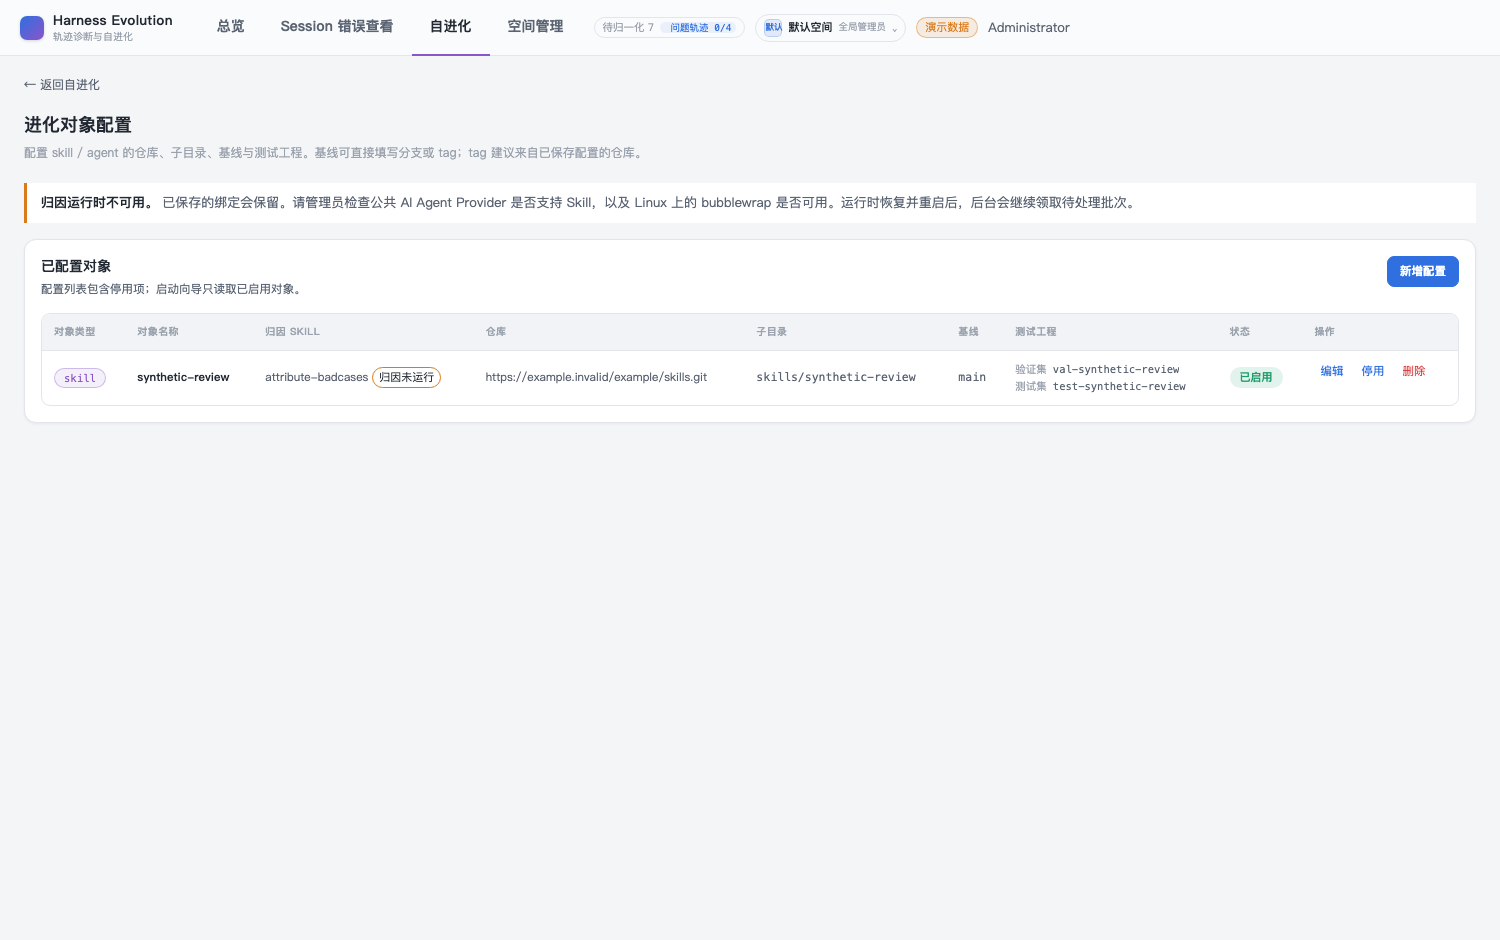 Harness Evolution
轨迹诊断与自进化
总览
Session 错误查看
自进化
空间管理
待归一化 7 问题轨迹 0/4
默认 默认空间 全局管理员
演示数据
Administrator
← 返回自进化
进化对象配置
配置 skill / agent 的仓库、子目录、基线与测试工程。基线可直接填写分支或 tag；tag 建议来自已保存配置的仓库。
归因运行时不可用。 已保存的绑定会保留。请管理员检查公共 AI Agent Provider 是否支持 Skill，以及 Linux 上的 bubblewrap 是否可用。运行时恢复并重启后，后台会继续领取待处理批次。
已配置对象
配置列表包含停用项；启动向导只读取已启用对象。
新增配置
对象类型 对象名称 归因 SKILL 仓库 子目录 基线 测试工程 状态 操作
skill synthetic-review attribute-badcases 归因未运行 https://example.invalid/example/skills.git skills/synthetic-review main 验证集 val-synthetic-review 已启用 编辑 停用 删除
测试集 test-synthetic-review